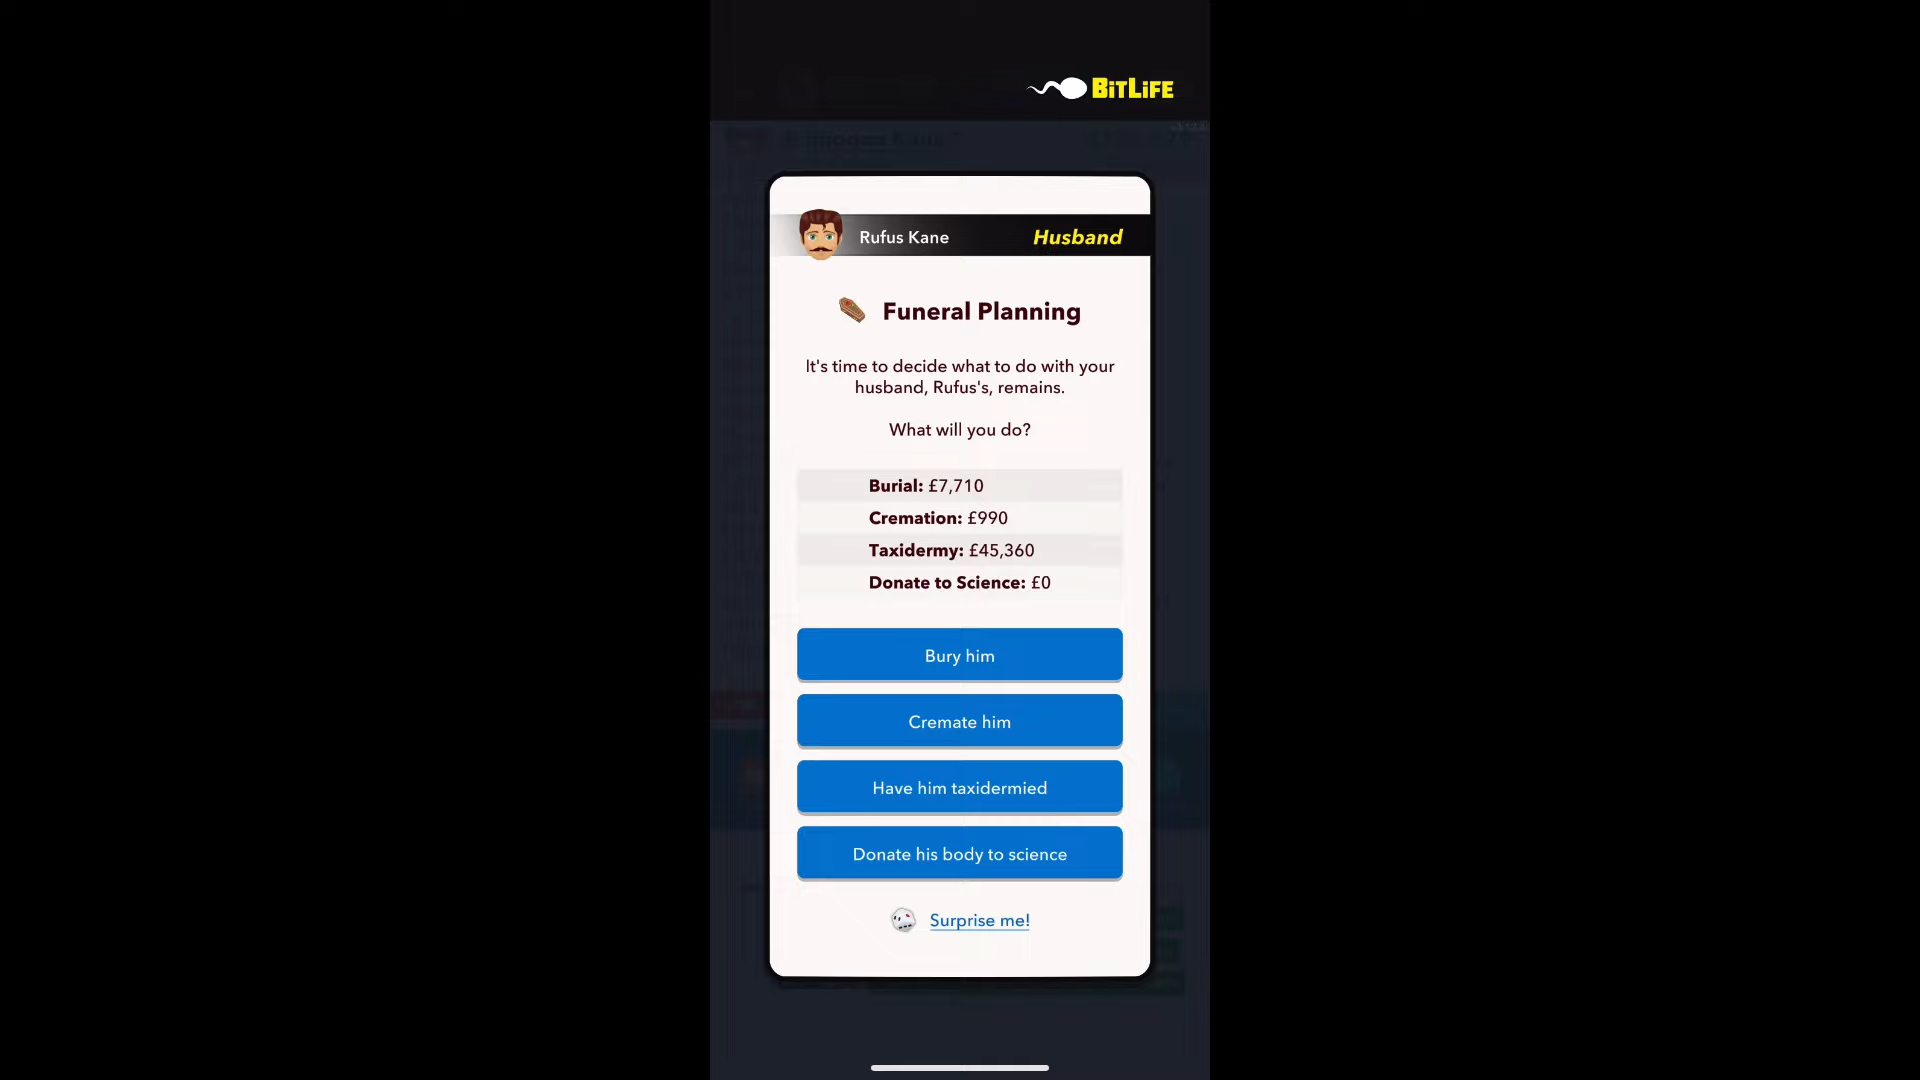 BiTLiFE
Rufus Kane
Husband
Funeral Planning
It's time to decide what to do with your
husband, Rufus's, remains.
What will you do?
Burial: £7,710
Cremation: £990
Taxidermy: £45,360
Donate to Science: £0
Bury him
Cremate him
Have him taxidermied
Donate his body to science
Surprise me!